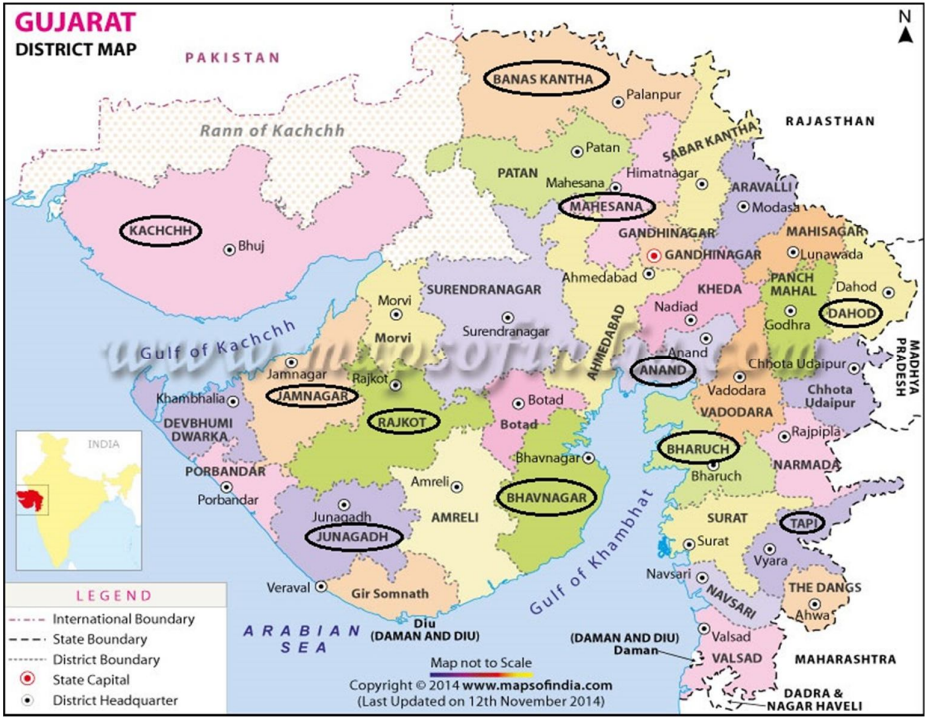 GUJARAT
DISTRICT MAP
N
PAKISTAN
BANAS KANTHA
Palanpur
RAJASTHAN
Rann of Kachchh
SABAR KANTHA
Patan
PATAN
Himatnagar
Mahesana
ARAVALLI
MAHESANA
Modasa
KACHCHH
Bhuj
GANDHINAGAR
MAHISAGAR
GANDHINAGAR
Lunawada
Ahmedabad
PANCH
MAHAL
KHEDA
Dahod
SURENDRANAGAR
Morvi
Nadiad
DAHOD
Surendranagar
AHMEDABAD
Godhra
Gulf of Kachchh
Morvi
www.mapsofindia.com
Anand
ANAND
Chhota Udaipur
MADHYA
PRADESH
Jamnagar
Rajkot
JAMNAGAR
Vadodara
Chhota
Udaipur
Khambhalia
Botad
VADODARA
DEVBHUMI
DWARKA
RAJKOT
Botad
Rajpipla
BHARUCH
INDIA
Bhavnagar
Bharuch
NARMADA
PORBANDAR
Porbandar
Amreli
BHAVNAGAR
Junagadh
AMRELI
SURAT
TAPI
JUNAGADH
Surat
Vyara
Gulf of Khambhat
Navsari
NAVSARI
THE DANGS
Veraval
Gir Somnath
Ahwa
LEGEND
International Boundary
State Boundary
District Boundary
State Capital
District Headquarter
ARABIAN
SEA
Diu
(DAMAN AND DIU)
(DAMAN AND DIU)
Daman
Valsad
VALSAD
MAHARASHTRA
Map not to Scale
Copyright © 2014 www.mapsofindia.com
(Last Updated on 12th November 2014)
DADRA &
NAGAR HAVELI